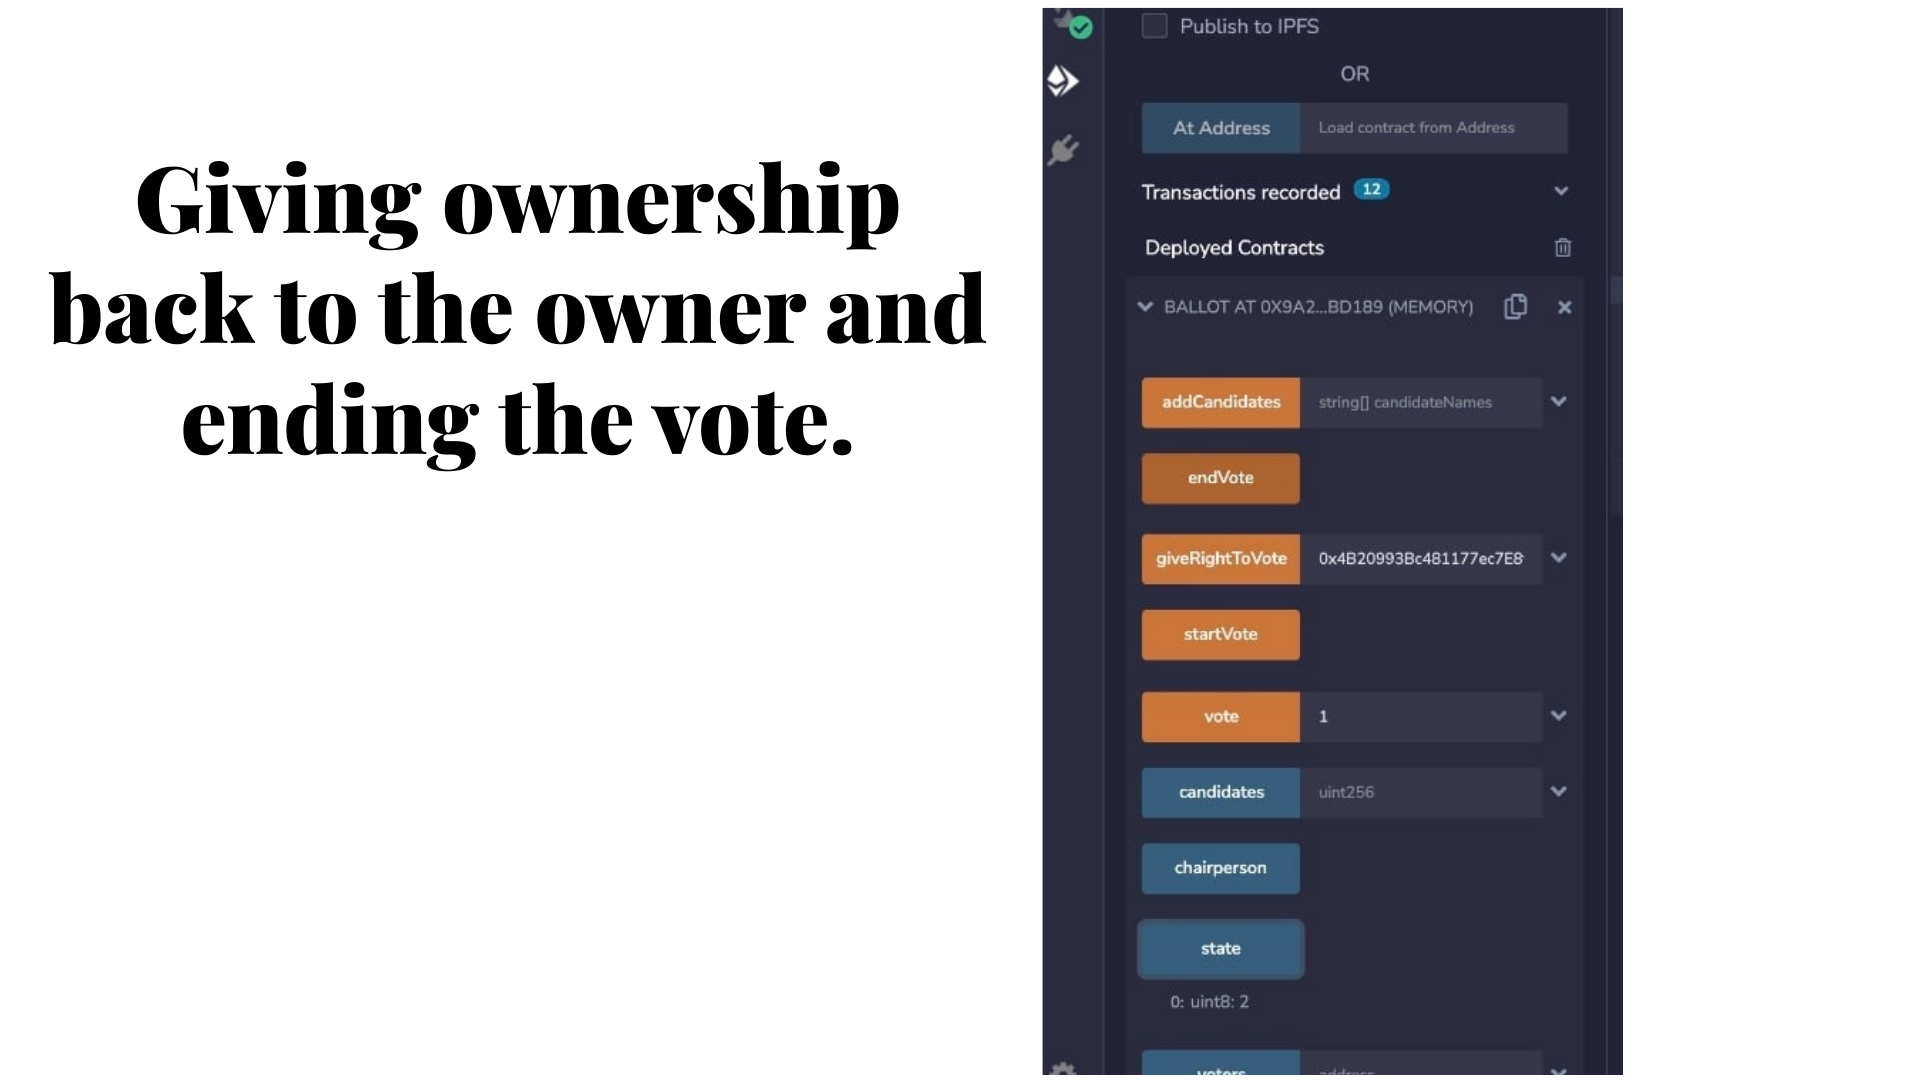 Giving ownership
back to the owner and
ending the vote.
Publish to IPFS
OR
At Address Load contract from Address
Transactions recorded 12
Deployed Contracts
BALLOT AT 0X9A2...BD189 (MEMORY)
addCandidates string[] candidateNames
endVote
giveRightToVote 0x4B20993Bc481177ec7E8
startVote
vote 1
candidates uint256
chairperson
state
0: uint8: 2
voters address